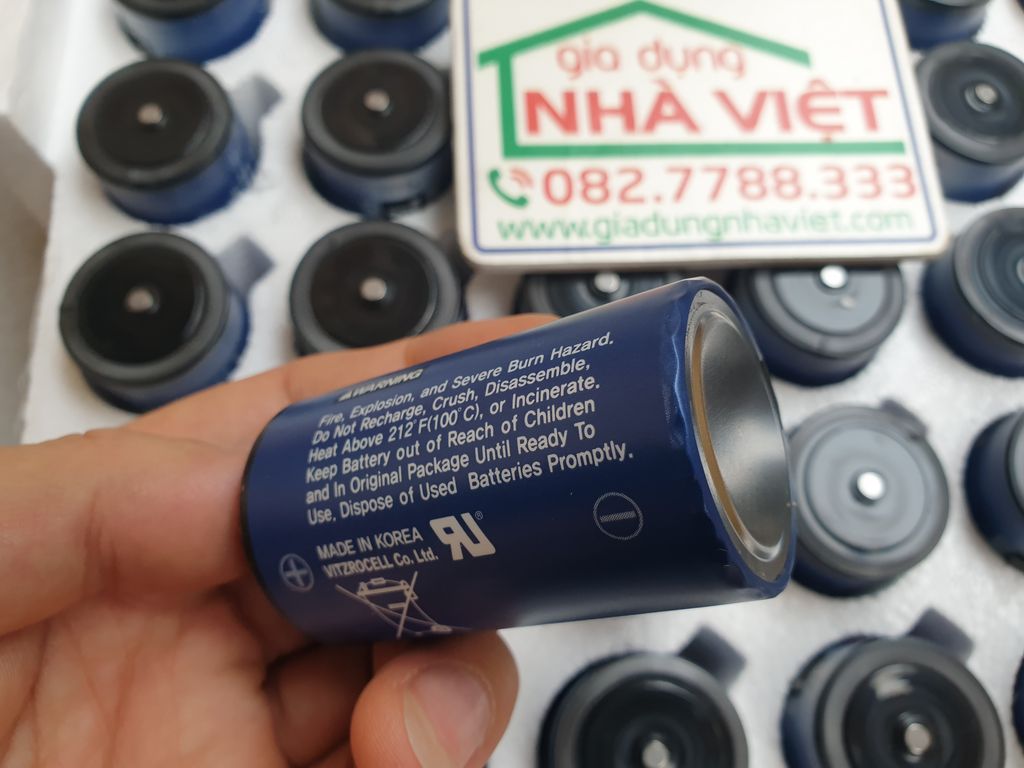 gia dụng
NHÀ VIỆT
082.7788.333
www.giadungnhaviet.com
⚠WARNING
Fire, Explosion, and Severe Burn Hazard.
Do Not Recharge, Crush, Disassemble,
Heat Above 212°F(100°C), or Incinerate.
Keep Battery out of Reach of Children
and In Original Package Until Ready To
Use. Dispose of Used Batteries Promptly.
MADE IN KOREA
VITZROCELL Co. Ltd.